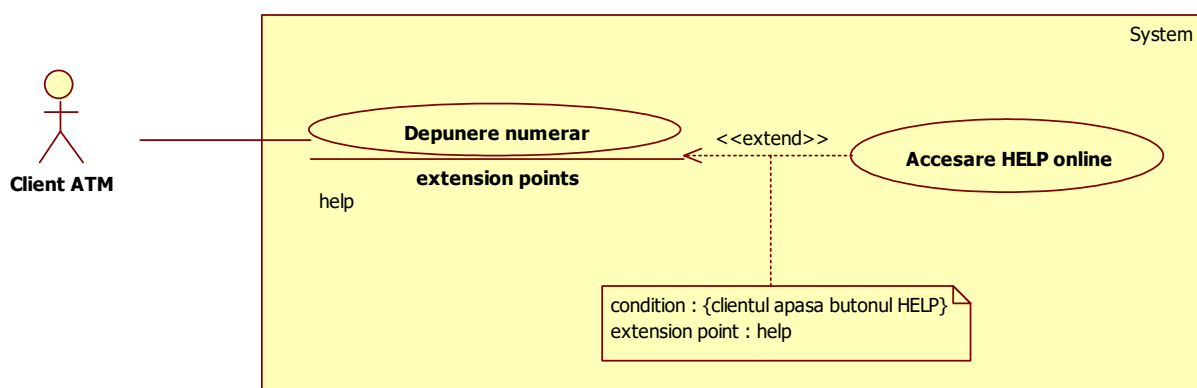 System
Client ATM
Depunere numerar
extension points
help
<<extend>>
Accesare HELP online
condition : {clientul apasa butonul HELP}
extension point : help